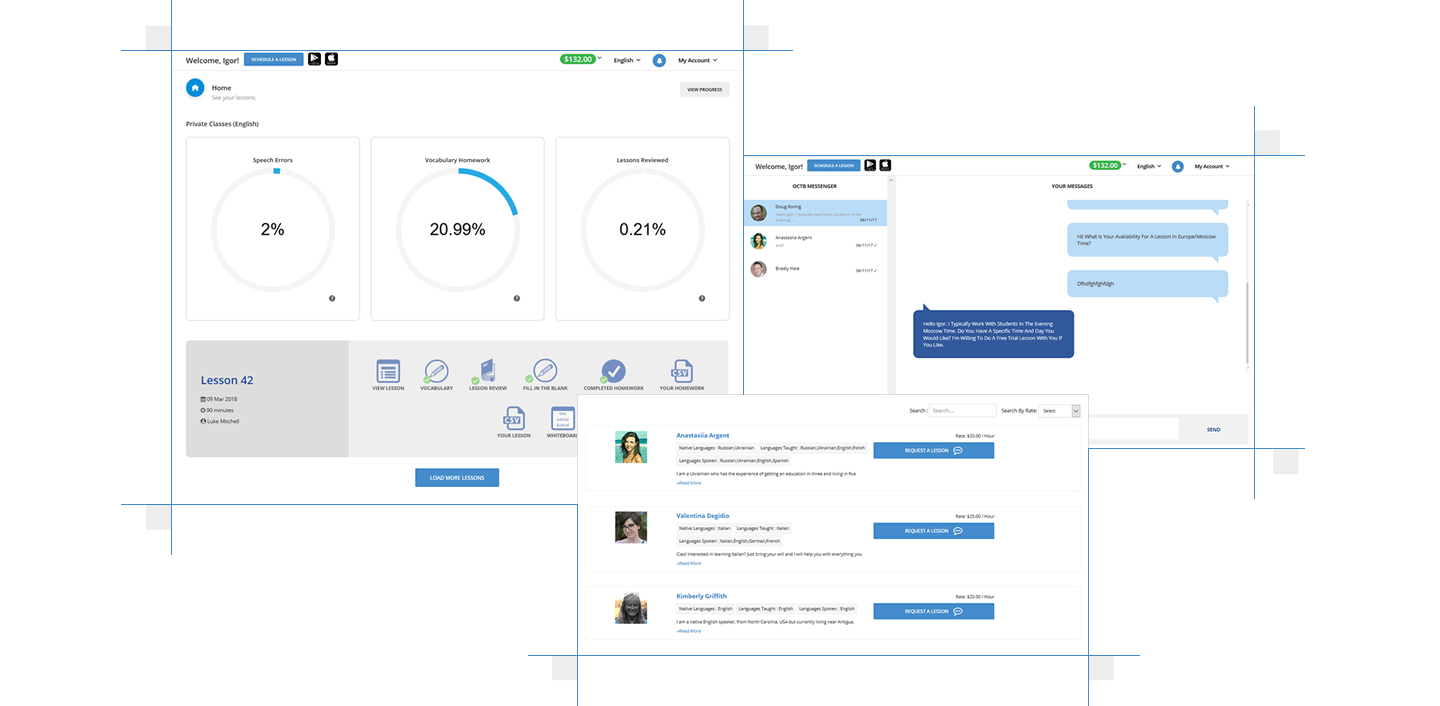 Welcome, Igor! SCHEDULE A LESSON $132.00 English My Account
Home
See your lessons
VIEW PROGRESS
Private Classes (English)
Speech Errors
2%
Vocabulary Homework
20.99%
Lessons Reviewed
0.21%
Lesson 42
09 Mar 2018
90 minutes
Luke Mitchell
VIEW LESSON
VOCABULARY
LESSON REVIEW
FILL IN THE BLANK
COMPLETED HOMEWORK
CSV
YOUR HOMEWORK
CSV
YOUR LESSON
the white board
WHITEBOARD
LOAD MORE LESSONS
Welcome, Igor! SCHEDULE A LESSON $132.00 English My Account
OCTB MESSENGER
Doug Rorng
Hello Igor. I typically work with students in the
evening...
06/11/17
Anastasiia Argent
06/11/17
Bretty Hale
06/11/17
YOUR MESSAGES
Hi! What Is Your Availability For A Lesson In Europe/Moscow
Time?
Dfhdfghfghfdgh
Hello Igor. I Typically Work With Students In The Evening
Moscow Time. Do You Have A Specific Time And Day You
Would Like? I'm Willing To Do A Free Trial Lesson With You If
You Like.
SEND
Search : Search... Search By Rate: Select
Anastasiia Argent
Rate: $20.00 / Hour
Native Languages : Russian,Ukrainian Languages Taught : Russian,Ukrainian,English,Polish
Languages Spoken : Russian,Ukrainian,English,Spanish
REQUEST A LESSON
I am a Ukrainian who has the experience of getting an education in three and living in five
+Read More
Valentina Degidio
Rate: $25.00 / Hour
Native Languages : Italian Languages Taught : Italian
Languages Spoken : Italian,English,German,French
REQUEST A LESSON
Ciao! Interested in learning Italian? Just bring your will and I will help you with everything you
+Read More
Kimberly Griffith
Rate: $20.00 / Hour
Native Languages : English Languages Taught : English Languages Spoken : English
REQUEST A LESSON
I am a native English speaker, from North Carolina, USA but currently living near Antigua,
+Read More